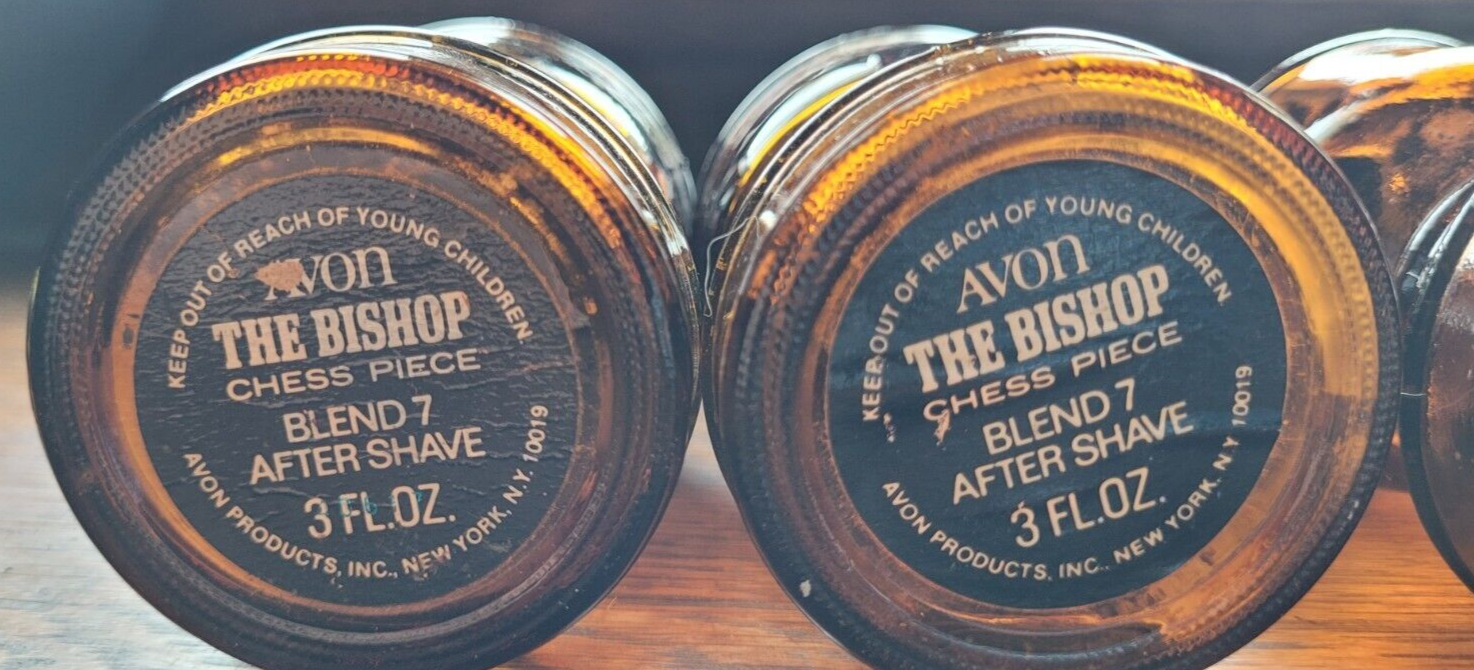 KEEP OUT OF REACH OF YOUNG CHILDREN.
AVON
THE BISHOP
CHESS PIECE
BLEND 7
AFTER SHAVE
3 FL.OZ.
AVON PRODUCTS, INC., NEW YORK, N.Y. 10019
KEEP OUT OF REACH OF YOUNG CHILDREN.
AVON
THE BISHOP
CHESS PIECE
BLEND 7
AFTER SHAVE
3 FL.OZ.
AVON PRODUCTS, INC., NEW YORK, N.Y 10019